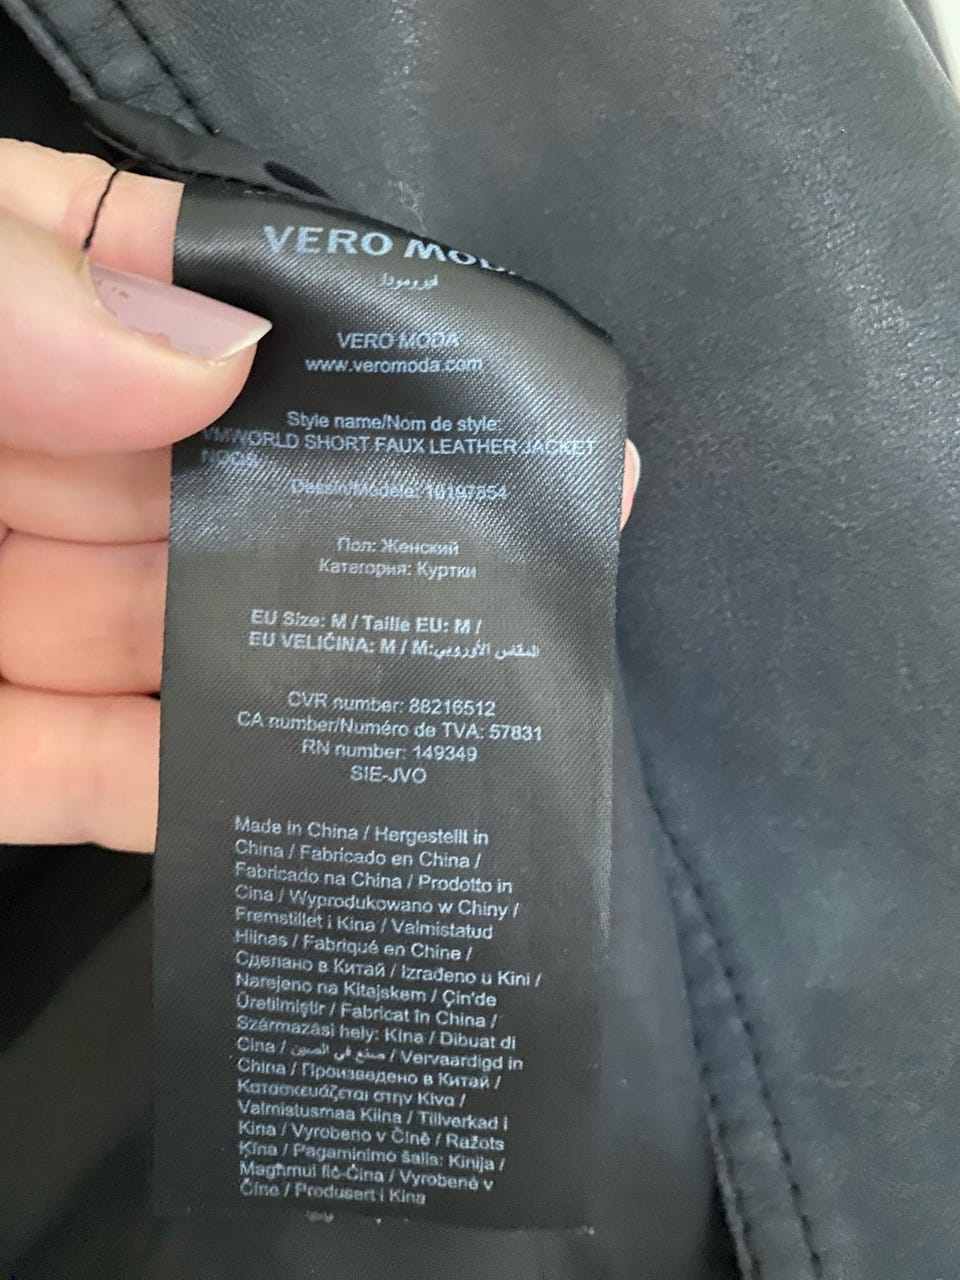 VERO MODA
فيرومودا
VERO MODA
www.veromoda.com
Style name/Nom de style:
VMWORLD SHORT FAUX LEATHER JACKET
NOOS
Dessin/Modèle: 10197854
Пол: Женский
Категория: Куртки
EU Size: M / Taille EU: M /
EU VELIČINA: M / M:المقاس الأوروبي
CVR number: 88216512
CA number/Numéro de TVA: 57831
RN number: 149349
SIE-JVO
Made in China / Hergestellt in
China / Fabricado en China /
Fabricado na China / Prodotto in
Cina / Wyprodukowano w Chiny /
Fremstillet i Kina / Valmistatud
Hiinas / Fabriqué en Chine /
Сделано в Китай / Izrađeno u Kini /
Narejeno na Kitajskem / Çin'de
Üretilmiştir / Fabricat în China /
Származási hely: Kína / Dibuat di
Cina / صنع في الصين / Vervaardigd in
China / Произведено в Китай /
Κατασκευάζεται στην Κίνα /
Valmistusmaa Kiina / Tillverkad i
Kina / Vyrobeno v Číně / Ražots
Ķīna / Pagaminimo šalis: Kinija /
Magħmul fiċ-Ċina / Vyrobené v
Číne / Produsert i Kina